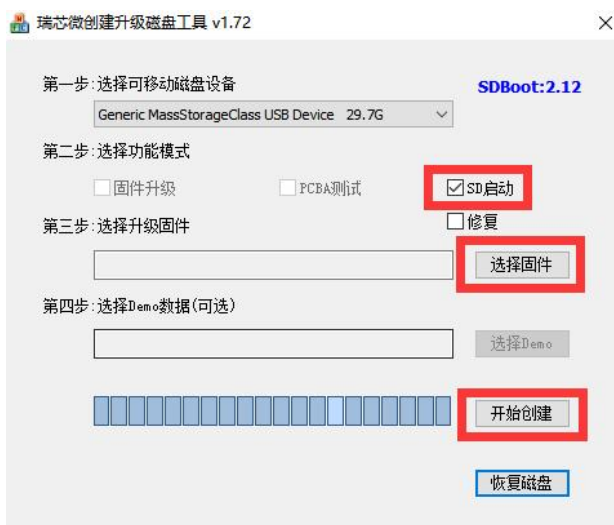 瑞芯微创建升级磁盘工具 v1.72
第一步:选择可移动磁盘设备
SDBoot:2.12
Generic MassStorageClass USB Device 29.7G
第二步:选择功能模式
固件升级 PCBA测试 SD启动
修复
第三步:选择升级固件
选择固件
第四步:选择Demo数据(可选)
选择Demo
开始创建
恢复磁盘